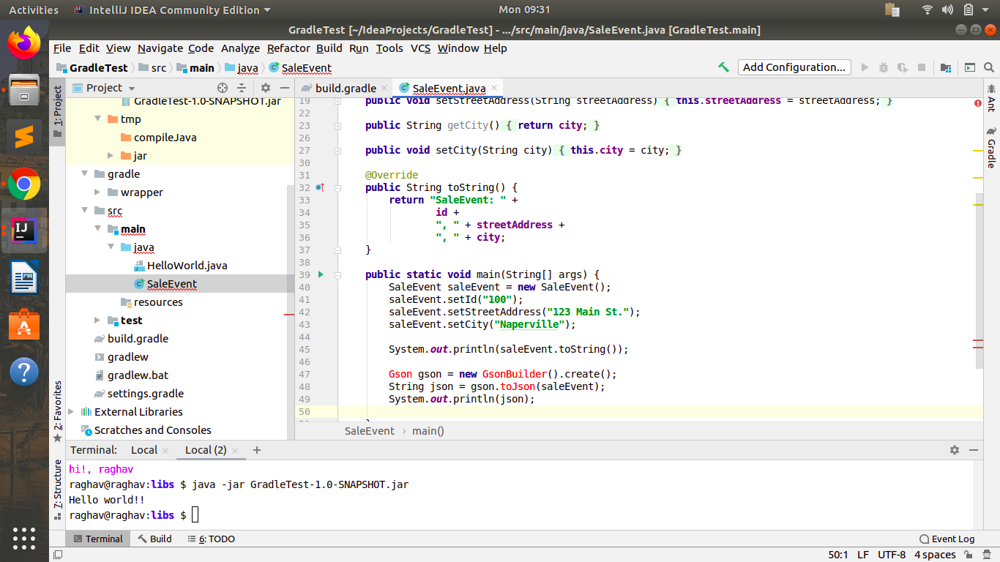 Activities IntelliJ IDEA Community Edition Mon 09:31
GradleTest [~/IdeaProjects/GradleTest] - .../src/main/java/SaleEvent.java [GradleTest.main]
File Edit View Navigate Code Analyze Refactor Build Run Tools VCS Window Help
GradleTest src main java SaleEvent Add Configuration...
Project build.gradle SaleEvent.java
1: Project
2: Favorites
7: Structure
Ant
Gradle
GradleTest-1.0-SNAPSHOT.jar
tmp
compileJava
jar
gradle
wrapper
src
main
java
HelloWorld.java
SaleEvent
resources
test
build.gradle
gradlew
gradlew.bat
settings.gradle
External Libraries
Scratches and Consoles
19 public void setStreetAddress(String streetAddress) { this.streetAddress = streetAddress; }
22
23 public String getCity() { return city; }
26
27 public void setCity(String city) { this.city = city; }
30
31 @Override
32 public String toString() {
33 return "SaleEvent: " +
34 id +
35 ", " + streetAddress +
36 ", " + city;
37 }
38
39 public static void main(String[] args) {
40 SaleEvent saleEvent = new SaleEvent();
41 saleEvent.setId("100");
42 saleEvent.setStreetAddress("123 Main St.");
43 saleEvent.setCity("Naperville");
44
45 System.out.println(saleEvent.toString());
46
47 Gson gson = new GsonBuilder().create();
48 String json = gson.toJson(saleEvent);
49 System.out.println(json);
50
SaleEvent › main()
Terminal: Local Local (2)
hi!, raghav
raghav@raghav:libs $ java -jar GradleTest-1.0-SNAPSHOT.jar
Hello world!!
raghav@raghav:libs $
Terminal Build 6: TODO Event Log
50:1 LF UTF-8 4 spaces